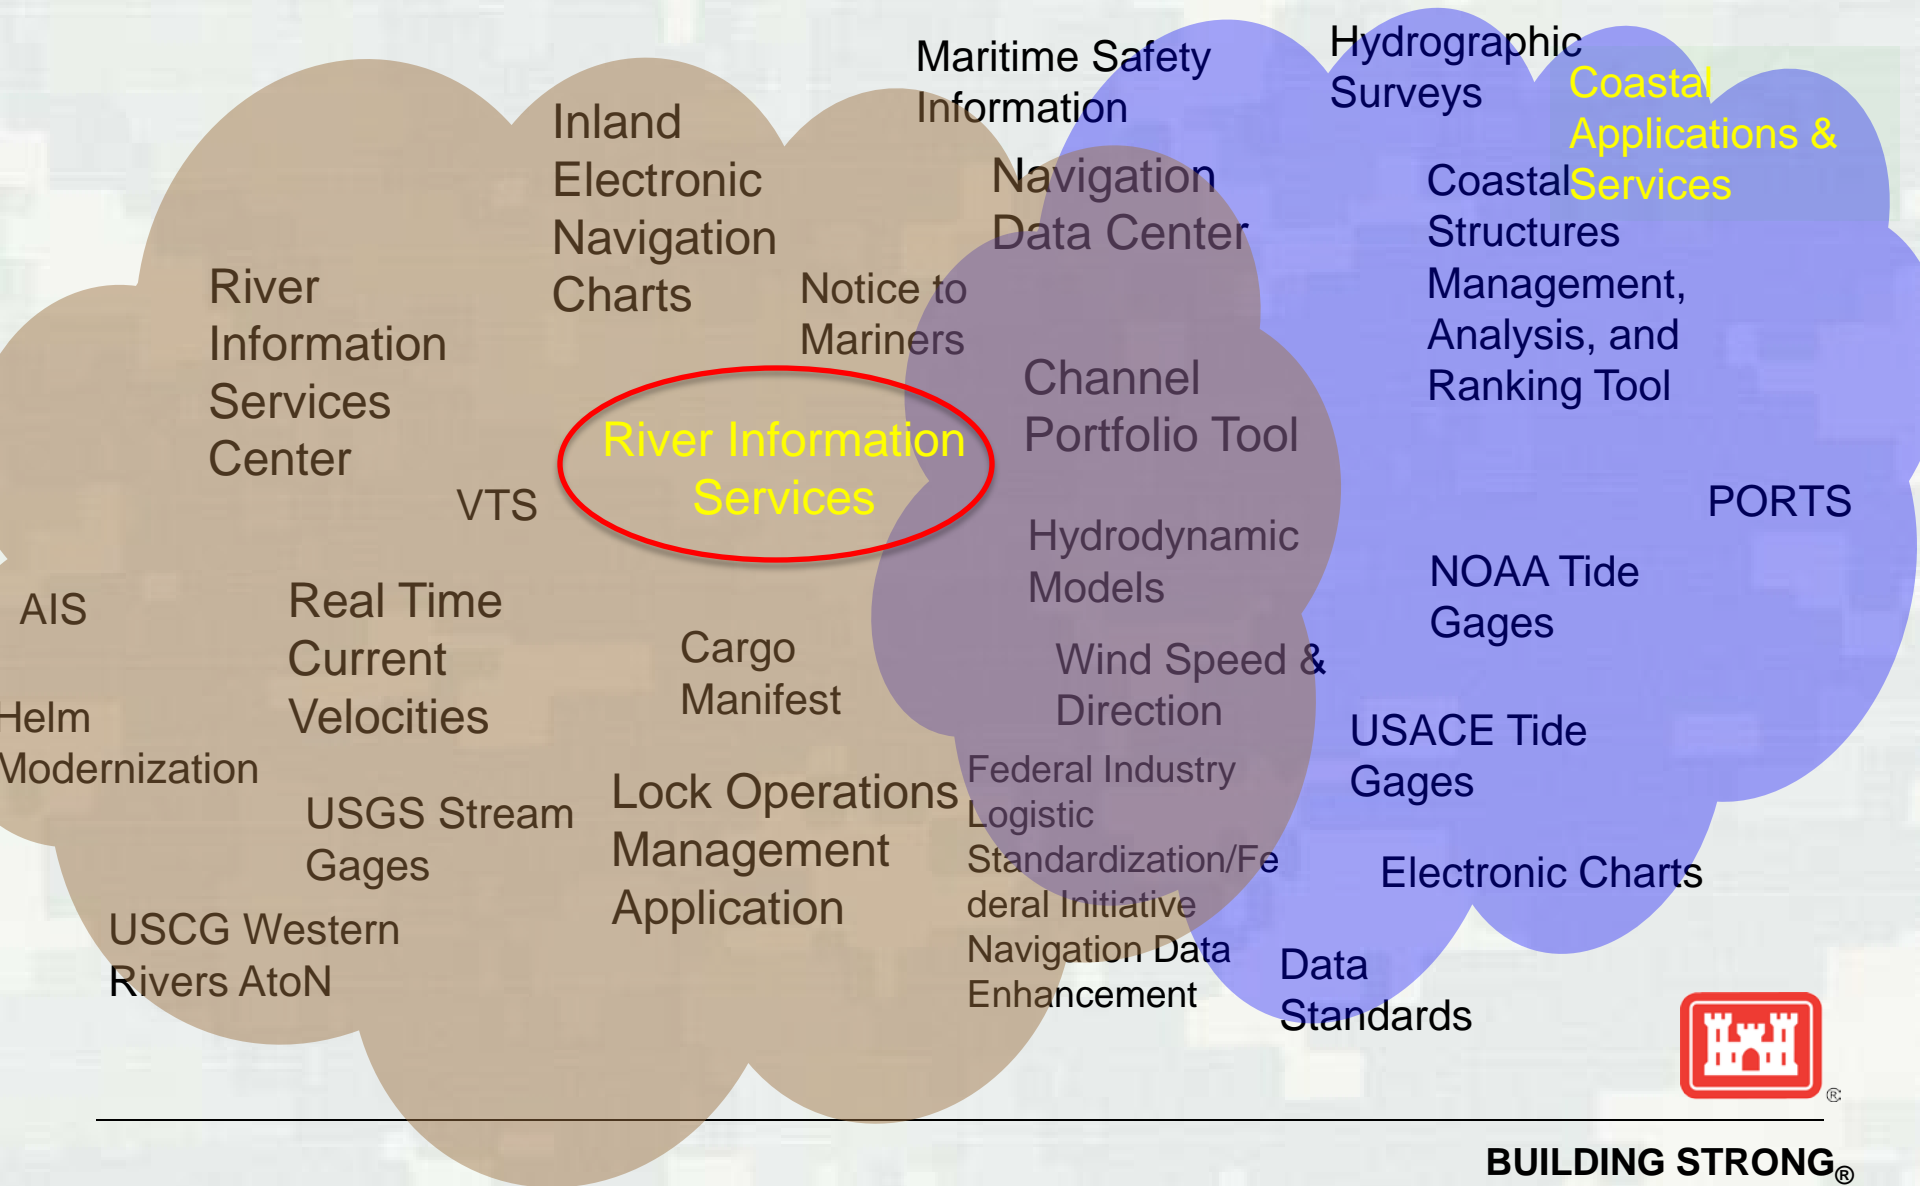 Maritime Safety
Information
Hydrographic
Surveys
Coastal
Applications &
Services
Inland
Electronic
Navigation
Charts
Navigation
Data Center
Coastal
Structures
Management,
Analysis, and
Ranking Tool
River
Information
Services
Center
Notice to
Mariners
Channel
Portfolio Tool
River Information
Services
VTS
PORTS
Hydrodynamic
Models
NOAA Tide
Gages
AIS
Real Time
Current
Velocities
Cargo
Manifest
Wind Speed &
Direction
Helm
Modernization
USACE Tide
Gages
Lock Operations
Management
Application
Federal Industry
Logistic
Standardization/Fe
deral Initiative
Navigation Data
Enhancement
USGS Stream
Gages
Electronic Charts
USCG Western
Rivers AtoN
Data
Standards
®
BUILDING STRONG®